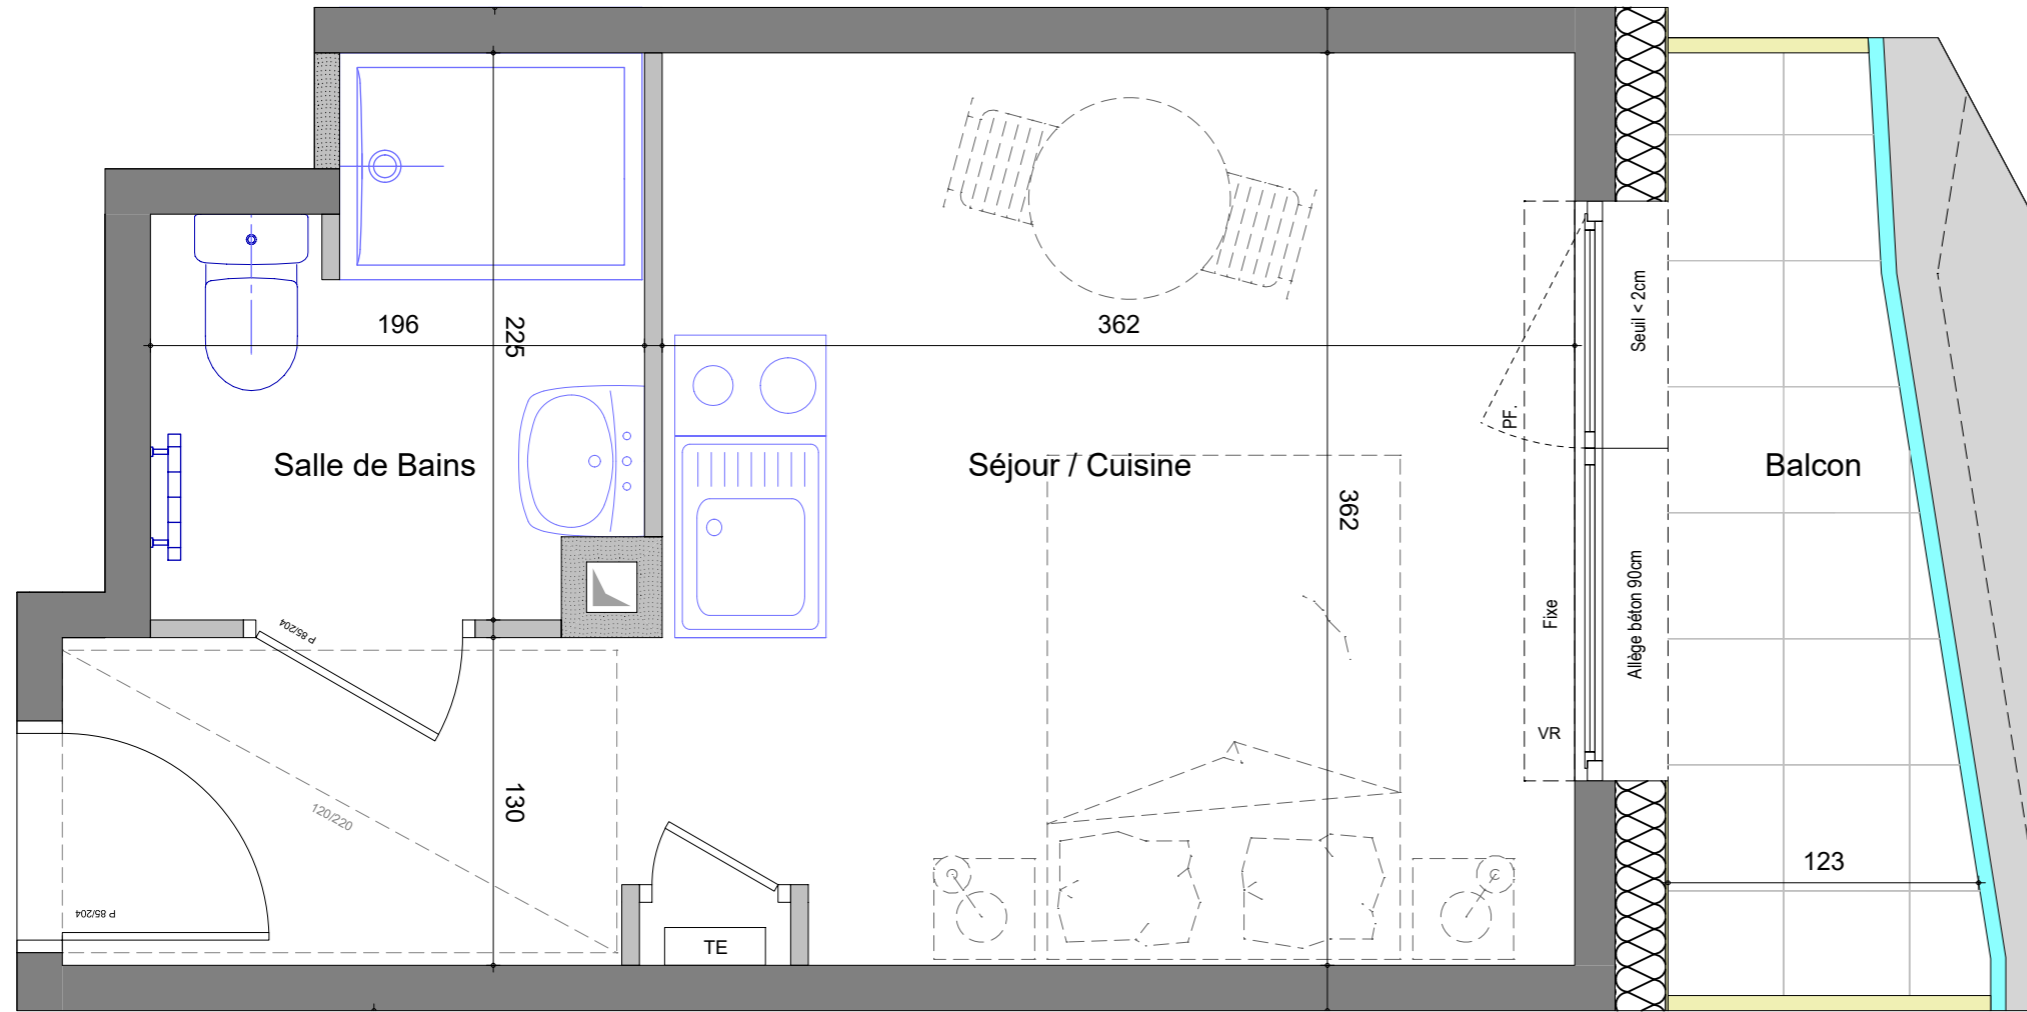 196
225
362
Seuil < 2cm
PF.
Salle de Bains
Séjour / Cuisine
Balcon
362
Fixe
Allège béton 90cm
P 85/204
VR
130
120/220
123
P 85/204
TE